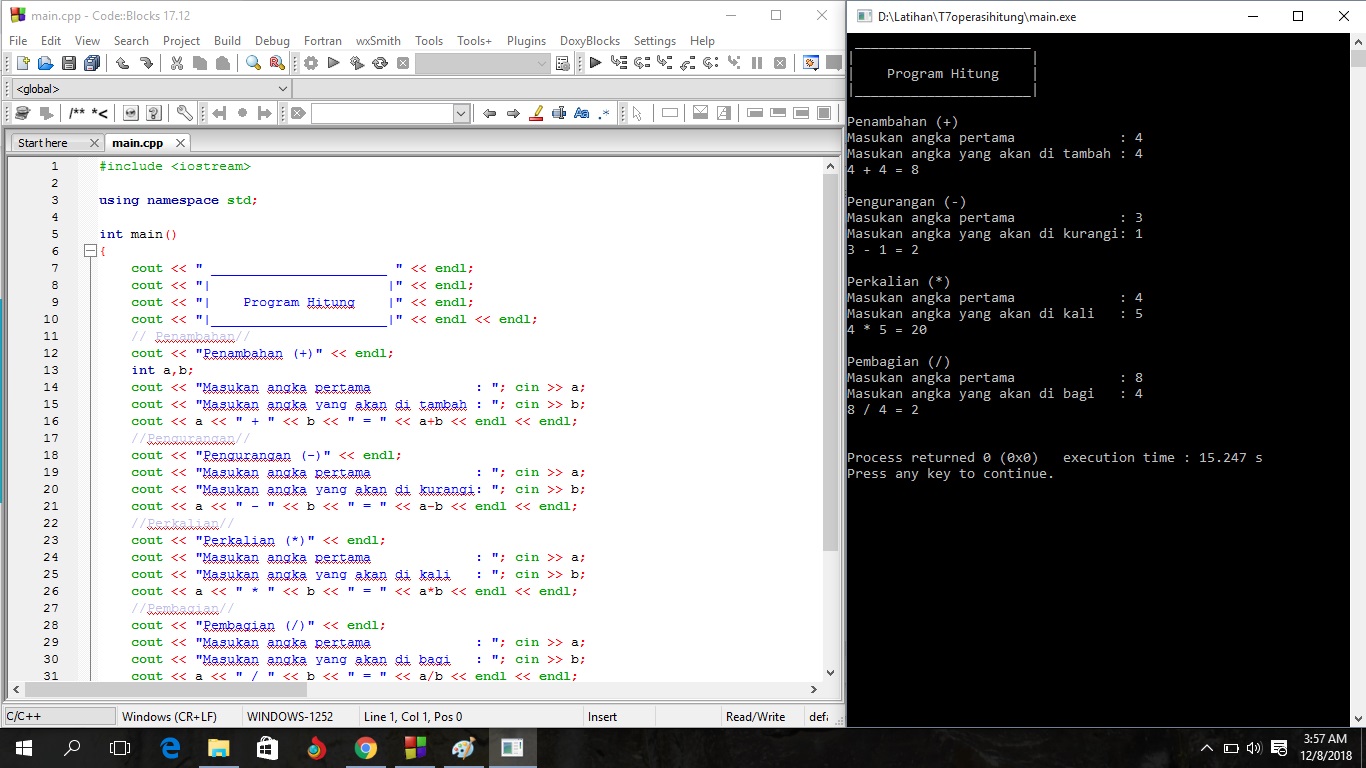 main.cpp - Code::Blocks 17.12
File Edit View Search Project Build Debug Fortran wxSmith Tools Tools+ Plugins DoxyBlocks Settings Help
<global>
/** *<
Aa .*
Start here main.cpp
1 #include <iostream>
2
3 using namespace std;
4
5 int main()
6 {
7 cout << " ______________________ " << endl;
8 cout << "|                      |" << endl;
9 cout << "|    Program Hitung    |" << endl;
10 cout << "|______________________|" << endl << endl;
11 // Penambahan//
12 cout << "Penambahan (+)" << endl;
13 int a,b;
14 cout << "Masukan angka pertama             : "; cin >> a;
15 cout << "Masukan angka yang akan di tambah : "; cin >> b;
16 cout << a << " + " << b << " = " << a+b << endl << endl;
17 //Pengurangan//
18 cout << "Pengurangan (-)" << endl;
19 cout << "Masukan angka pertama             : "; cin >> a;
20 cout << "Masukan angka yang akan di kurangi: "; cin >> b;
21 cout << a << " - " << b << " = " << a-b << endl << endl;
22 //Perkalian//
23 cout << "Perkalian (*)" << endl;
24 cout << "Masukan angka pertama             : "; cin >> a;
25 cout << "Masukan angka yang akan di kali   : "; cin >> b;
26 cout << a << " * " << b << " = " << a*b << endl << endl;
27 //Pembagian//
28 cout << "Pembagian (/)" << endl;
29 cout << "Masukan angka pertama             : "; cin >> a;
30 cout << "Masukan angka yang akan di bagi   : "; cin >> b;
31 cout << a << " / " << b << " = " << a/b << endl << endl;
C/C++ Windows (CR+LF) WINDOWS-1252 Line 1, Col 1, Pos 0 Insert Read/Write defa
D:\Latihan\T7operasihitung\main.exe
 ______________________
|                      |
|    Program Hitung    |
|______________________|
Penambahan (+)
Masukan angka pertama             : 4
Masukan angka yang akan di tambah : 4
4 + 4 = 8
Pengurangan (-)
Masukan angka pertama             : 3
Masukan angka yang akan di kurangi: 1
3 - 1 = 2
Perkalian (*)
Masukan angka pertama             : 4
Masukan angka yang akan di kali   : 5
4 * 5 = 20
Pembagian (/)
Masukan angka pertama             : 8
Masukan angka yang akan di bagi   : 4
8 / 4 = 2
Process returned 0 (0x0)   execution time : 15.247 s
Press any key to continue.
3:57 AM
12/8/2018